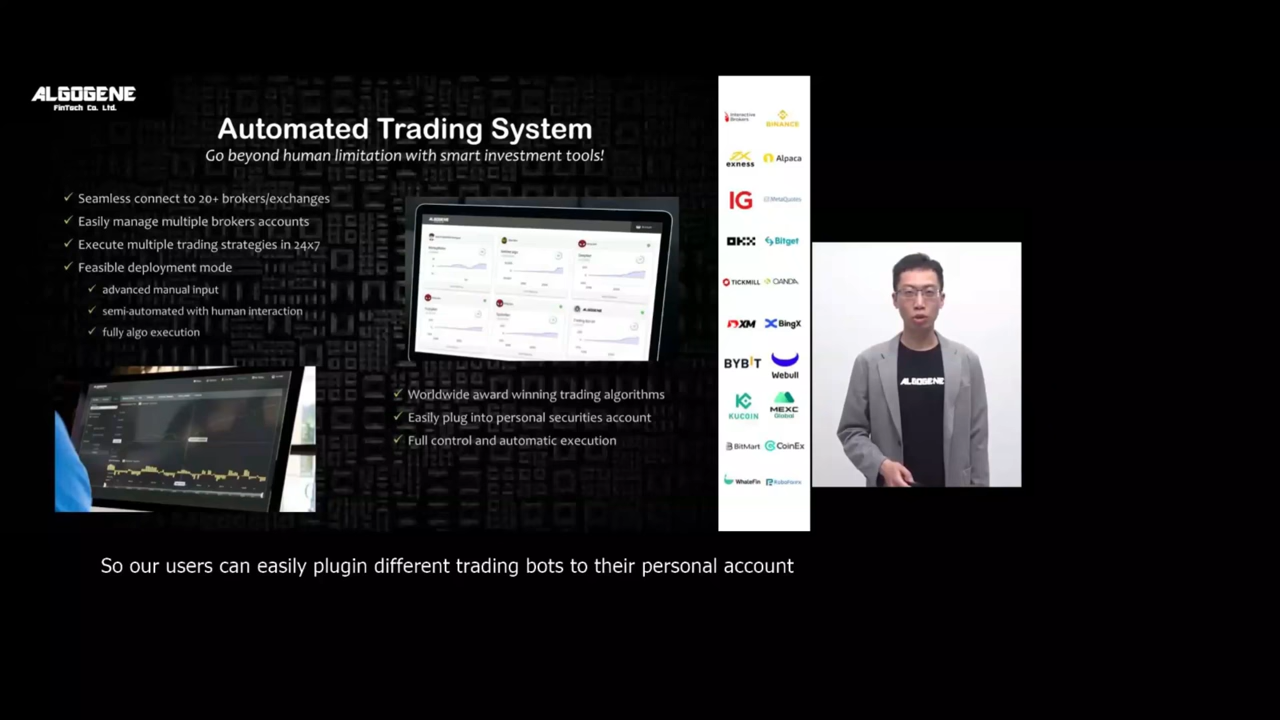 ALGOGENE
FinTech Co. Ltd.
Automated Trading System
Go beyond human limitation with smart investment tools!
✓ Seamless connect to 20+ brokers/exchanges
✓ Easily manage multiple brokers accounts
✓ Execute multiple trading strategies in 24x7
✓ Feasible deployment mode
✓ advanced manual input
✓ semi-automated with human interaction
✓ fully algo execution
ALGOGENE
ALGOGENE
✓ Worldwide award winning trading algorithms
✓ Easily plug into personal securities account
✓ Full control and automatic execution
Interactive Brokers
BINANCE
exness
Alpaca
IG
MetaQuotes
OKX
Bitget
TICKMILL
OANDA
XM
BingX
BYBIT
Webull
KUCOIN
MEXC
Global
BitMart
CoinEx
WhaleFin
ALGOGENE
So our users can easily plugin different trading bots to their personal account